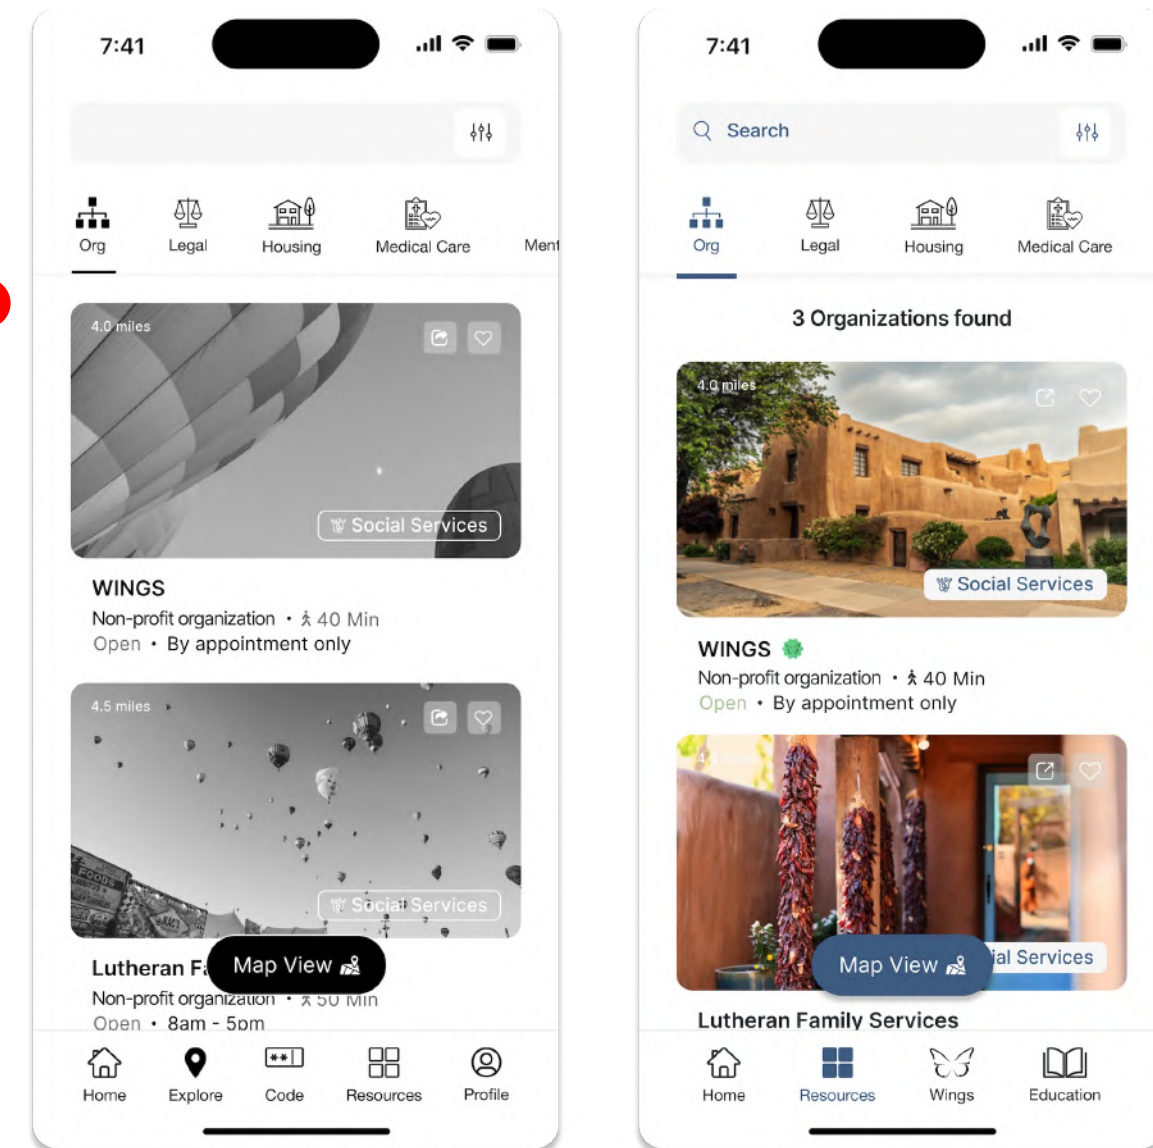 7:41
Org
Legal
Housing
Medical Care
Ment
4.0 miles
Social Services
WINGS
Non-profit organization • 40 Min
Open • By appointment only
4.5 miles
FOODS
Social Services
Lutheran Fa
Map View
Non-profit organization • 50 Min
Open • 8am - 5pm
Home
Explore
**
Code
Resources
Profile
7:41
Search
Org
Legal
Housing
Medical Care
3 Organizations found
4.0 miles
Social Services
WINGS
Non-profit organization • 40 Min
Open • By appointment only
Map View
ial Services
Lutheran Family Services
Home
Resources
Wings
Education